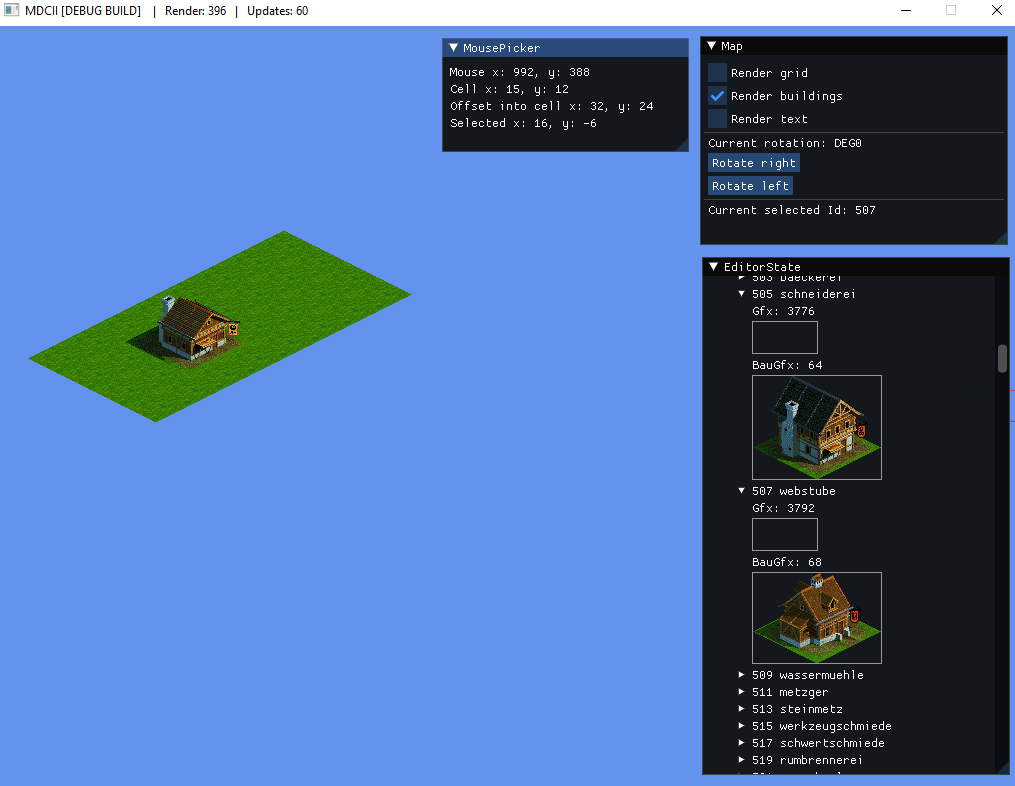 MDCII [DEBUG BUILD] | Render: 396 | Updates: 60
MousePicker
Mouse x: 992, y: 388
Cell x: 15, y: 12
Offset into cell x: 32, y: 24
Selected x: 16, y: -6
Map
Render grid
Render buildings
Render text
Current rotation: DEG0
Rotate right
Rotate left
Current selected Id: 507
EditorState
503 baeckerei
505 schneiderei
Gfx: 3776
BauGfx: 64
507 webstube
Gfx: 3792
BauGfx: 68
509 wassermuehle
511 metzger
513 steinmetz
515 werkzeugschmiede
517 schwertschmiede
519 rumbrennerei